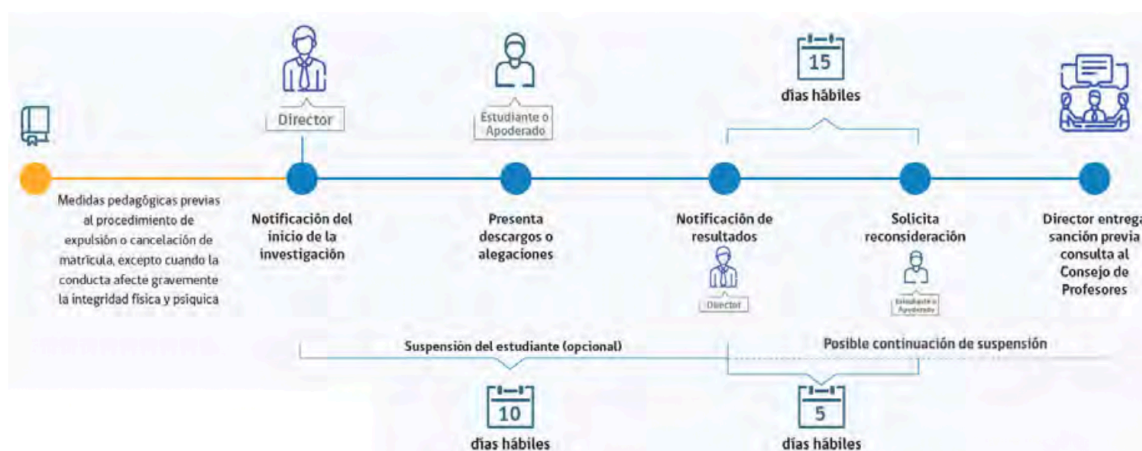 15
días hábiles
Director
Estudiante o
Apoderado
Medidas pedagógicas previas
al procedimiento de
expulsión o cancelación de
matrícula, excepto cuando la
conducta afecte gravemente
la integridad física y psiquica
Notificación del
inicio de la
investigación
Presenta
descargos o
alegaciones
Notificación de
resultados
Director
Solicita
reconsideración
Estudiante o
Apoderado
Director entrega
sanción previa
consulta al
Consejo de
Profesores
Suspensión del estudiante (opcional)
Posible continuación de suspensión
10
días hábiles
5
días hábiles